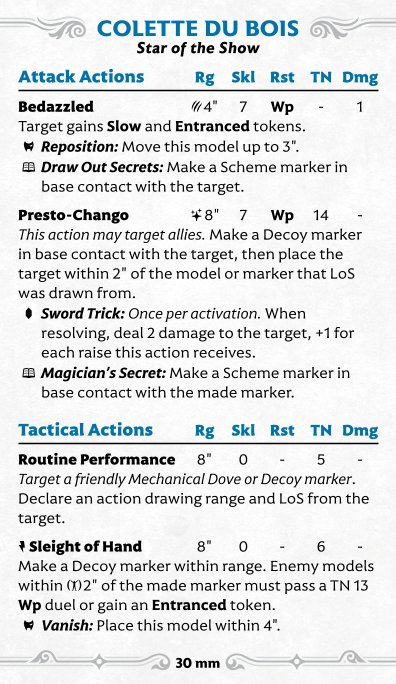 COLETTE DU BOIS
Star of the Show
Attack Actions Rg Skl Rst TN Dmg
Bedazzled 4" 7 Wp - 1
Target gains Slow and Entranced tokens.
Reposition: Move this model up to 3".
Draw Out Secrets: Make a Scheme marker in
base contact with the target.
Presto-Chango 8" 7 Wp 14 -
This action may target allies. Make a Decoy marker
in base contact with the target, then place the
target within 2" of the model or marker that LoS
was drawn from.
Sword Trick: Once per activation. When
resolving, deal 2 damage to the target, +1 for
each raise this action receives.
Magician's Secret: Make a Scheme marker in
base contact with the made marker.
Tactical Actions Rg Skl Rst TN Dmg
Routine Performance 8" 0 - 5 -
Target a friendly Mechanical Dove or Decoy marker.
Declare an action drawing range and LoS from the
target.
Sleight of Hand 8" 0 - 6 -
Make a Decoy marker within range. Enemy models
within 2" of the made marker must pass a TN 13
Wp duel or gain an Entranced token.
Vanish: Place this model within 4".
30 mm